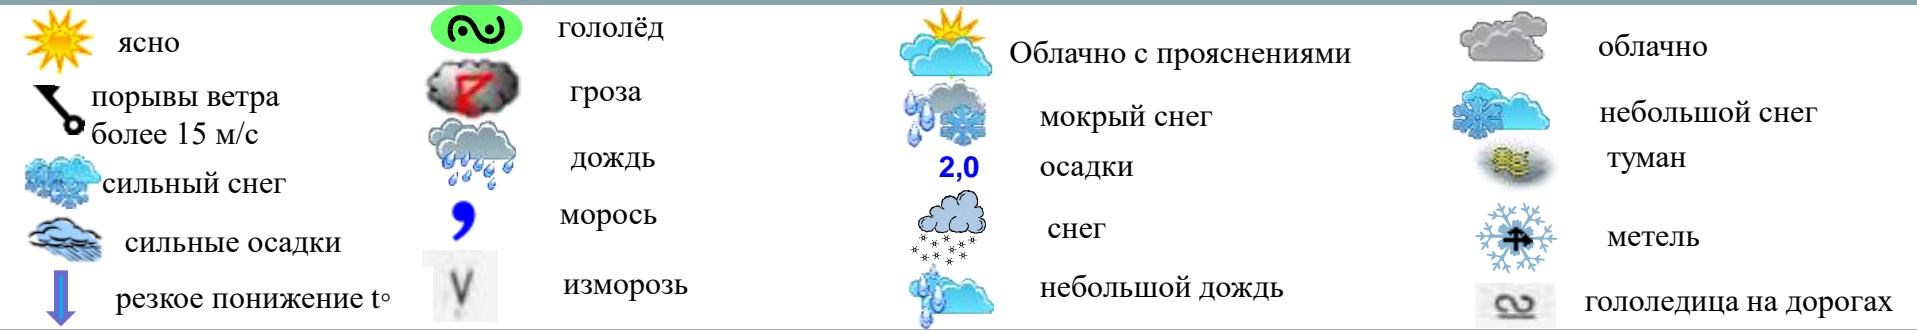 ясно
порывы ветра
более 15 м/с
сильный снег
сильные осадки
резкое понижение t°
гололёд
гроза
дождь
морось
изморозь
Облачно с прояснениями
мокрый снег
2,0 осадки
снег
небольшой дождь
облачно
небольшой снег
туман
метель
гололедица на дорогах